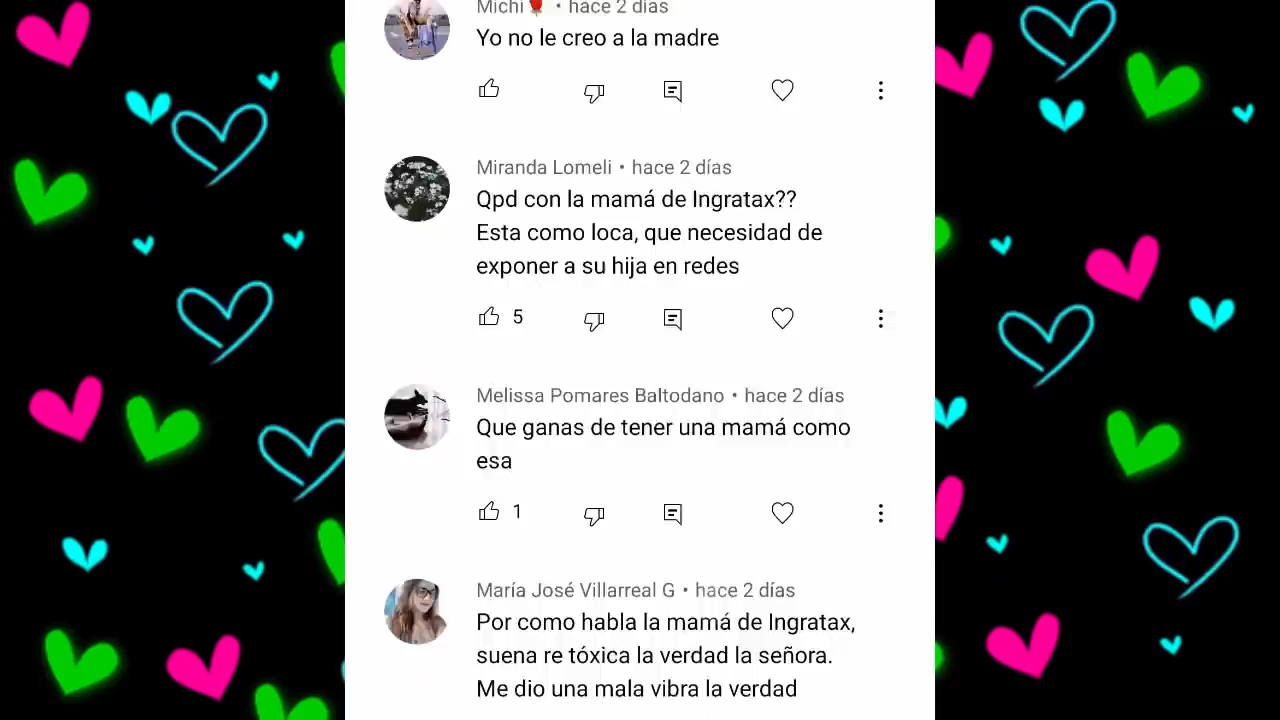 Michi🌹 • hace 2 días
Yo no le creo a la madre
Miranda Lomeli • hace 2 días
Qpd con la mamá de Ingratax??
Esta como loca, que necesidad de
exponer a su hija en redes
5
Melissa Pomares Baltodano • hace 2 días
Que ganas de tener una mamá como
esa
1
María José Villarreal G • hace 2 días
Por como habla la mamá de Ingratax,
suena re tóxica la verdad la señora.
Me dio una mala vibra la verdad